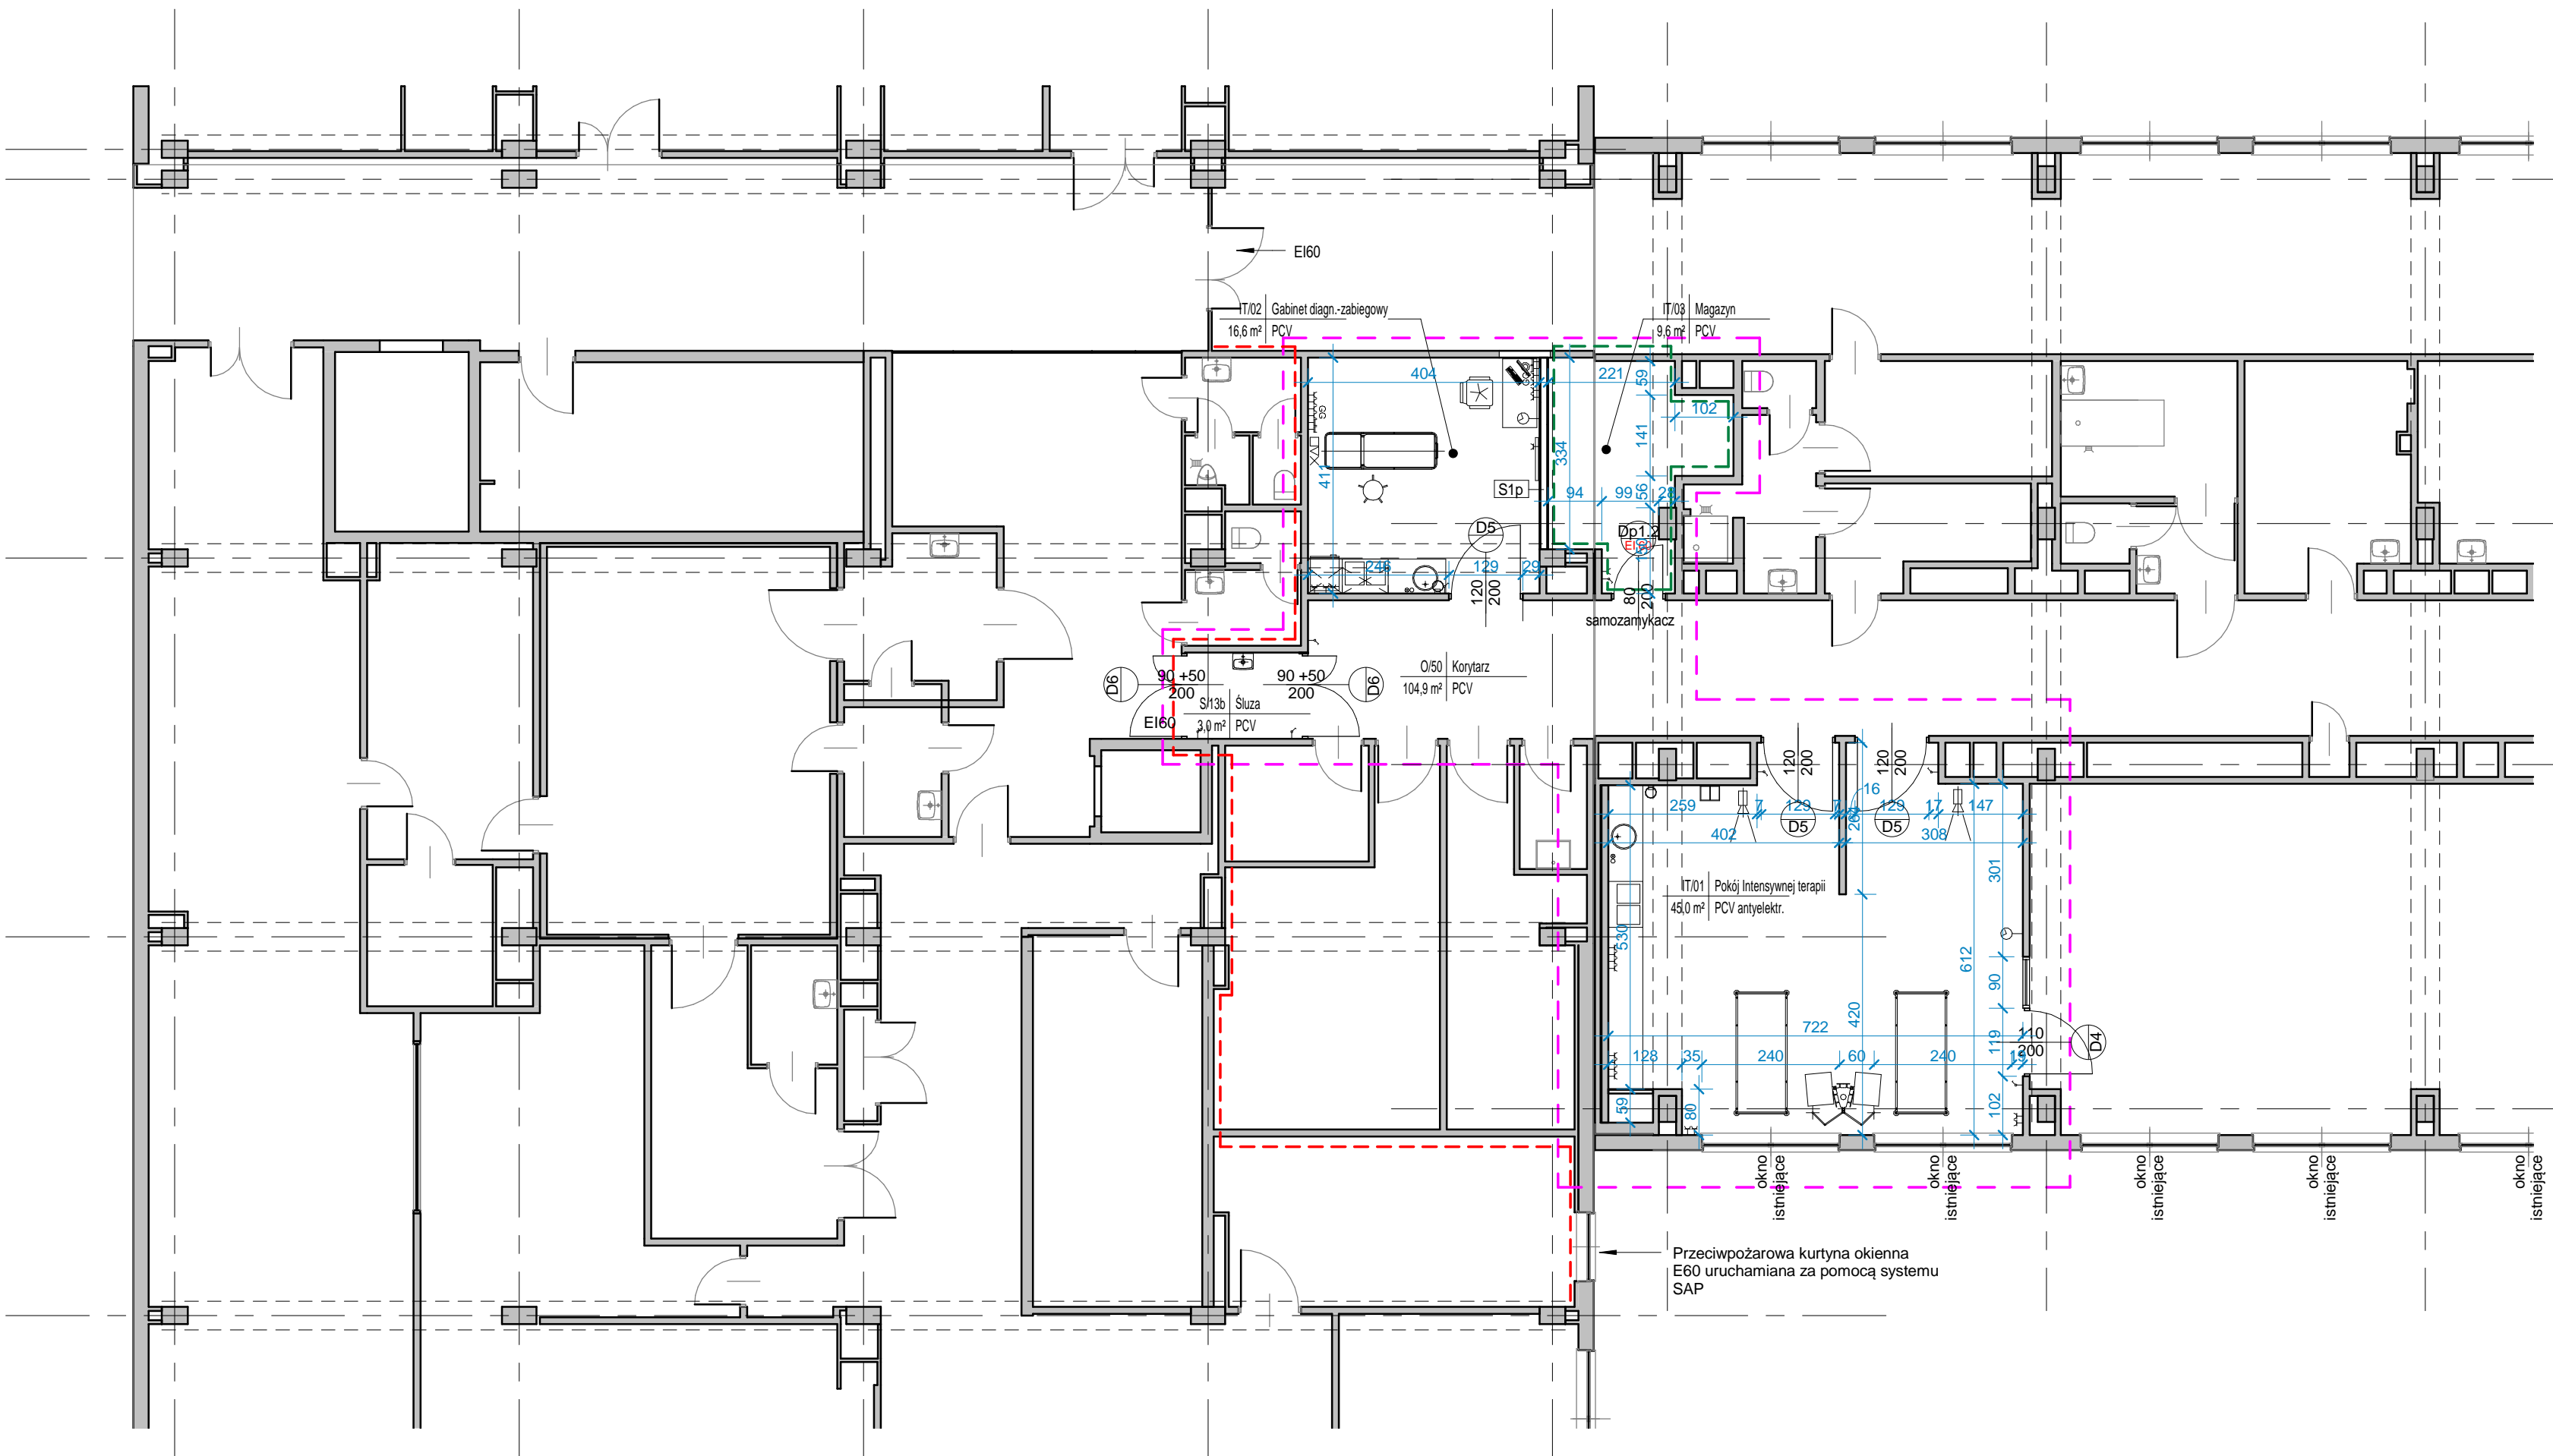 EI60
IT/02 Gabinet diagn.-zabiegowy
16,6 m² PCV
IT/03 Magazyn
9,6 m² PCV
404
221
59
102
GG
411
334
141
S1p
94
99
28
56
D5
Dp1.2
EI60
246
129
29
120
200
80
200
samozamykacz
O/50 Korytarz
104,9 m² PCV
D6
90 +50
200
90 +50
200
D6
S/13b Śluza
3,0 m² PCV
EI60
120
200
120
200
16
259
7
129
7
129
17
147
264
D5
D5
402
308
301
IT/01 Pokój Intensywnej terapii
45,0 m² PCV antyelektr.
530
612
90
420
722
119
110
200
D4
128
35
240
60
240
19
59
80
102
okno
istniejące
okno
istniejące
okno
istniejące
okno
istniejące
okno
istniejące
Przeciwpożarowa kurtyna okienna
E60 uruchamiana za pomocą systemu
SAP